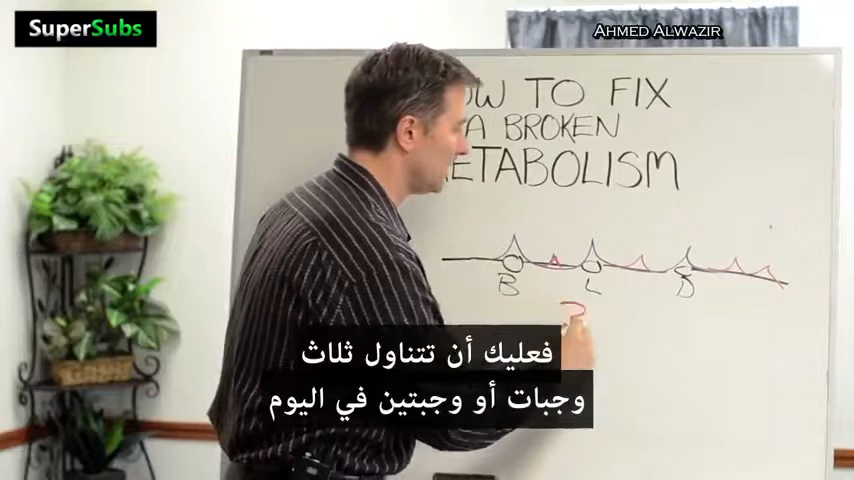 SuperSubs
AHMED ALWAZIR
OW TO FIX
A BROKEN
ETABOLISM
B L D
فعليك أن تتناول ثلاث
وجبات أو وجبتين في اليوم